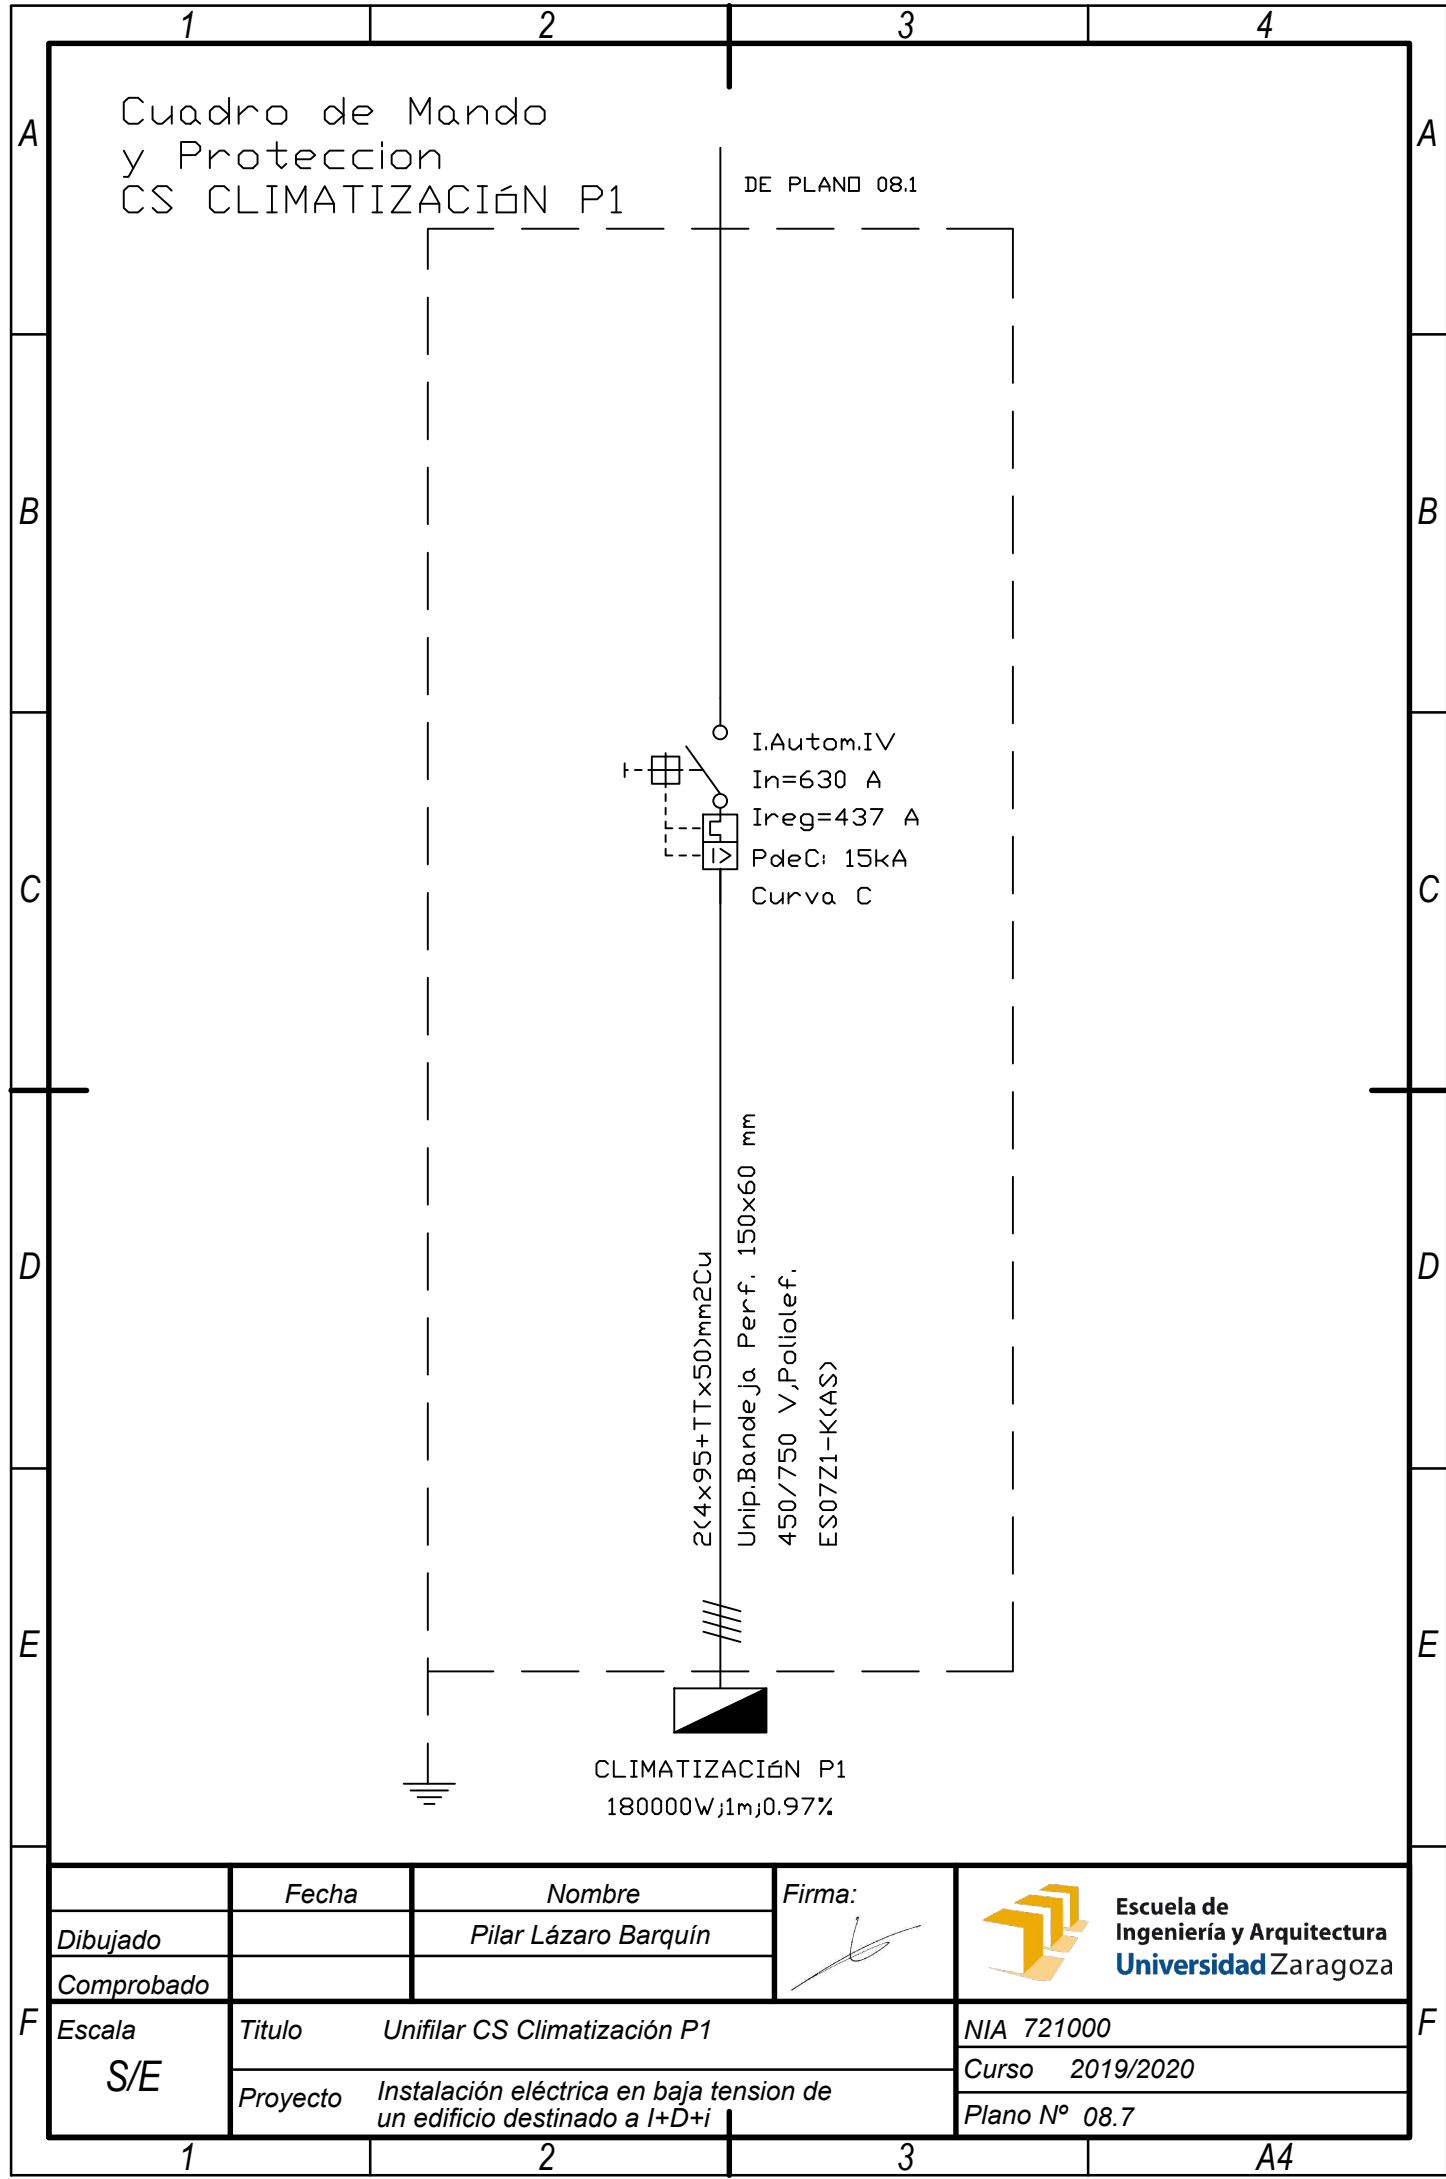 1 2 3 4
A A
Cuadro de Mando
y Proteccion
CS CLIMATIZACIóN P1
DE PLANO 08.1
B B
I.Autom.IV
In=630 A
Ireg=437 A
PdeC: 15kA
Curva C
I>
C C
2(4x95+TTx50)mm2Cu
Unip.Bandeja Perf. 150x60 mm
450/750 V,Poliolef.
ES07Z1-K(AS)
D D
E E
CLIMATIZACIóN P1
180000W;1m;0.97%
Fecha Nombre Firma:
Dibujado Pilar Lázaro Barquín
Comprobado
Escuela de
Ingeniería y Arquitectura
Universidad Zaragoza
F F
Escala
S/E
Titulo Unifilar CS Climatización P1
Proyecto Instalación eléctrica en baja tension de
un edificio destinado a I+D+i
NIA 721000
Curso 2019/2020
Plano Nº 08.7
1 2 3 A4